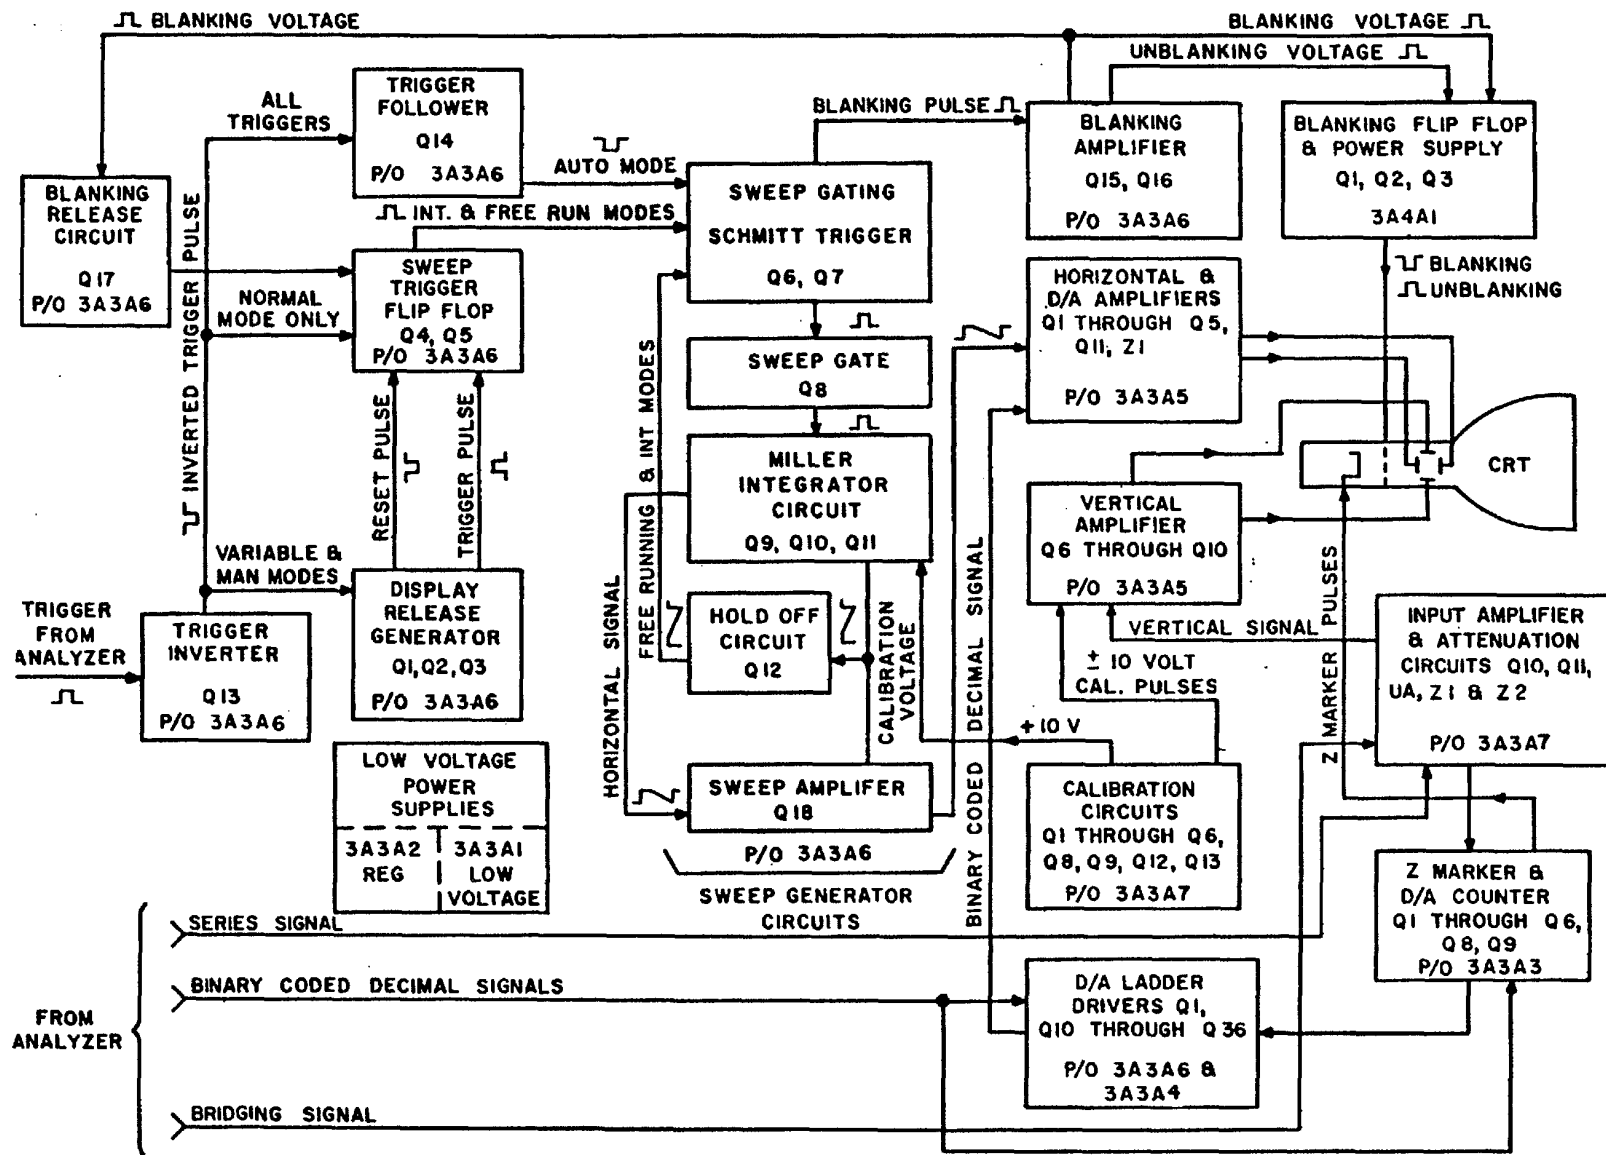 BLANKING VOLTAGE
BLANKING VOLTAGE
UNBLANKING VOLTAGE
ALL
TRIGGERS
TRIGGER
FOLLOWER
Q14
P/O 3A3A6
AUTO MODE
BLANKING PULSE
BLANKING
AMPLIFIER
Q15, Q16
P/O 3A3A6
BLANKING FLIP FLOP
& POWER SUPPLY
Q1, Q2, Q3
3A4A1
BLANKING
RELEASE
CIRCUIT
Q17
P/O 3A3A6
INVERTED TRIGGER PULSE
INT. & FREE RUN MODES
SWEEP GATING
SCHMITT TRIGGER
Q6, Q7
SWEEP
TRIGGER
FLIP FLOP
Q4, Q5
P/O 3A3A6
NORMAL
MODE ONLY
HORIZONTAL &
D/A AMPLIFIERS
Q1 THROUGH Q5,
Q11, Z1
P/O 3A3A5
BLANKING
UNBLANKING
SWEEP GATE
Q8
RESET PULSE
TRIGGER PULSE
FREE RUNNING & INT MODES
MILLER
INTEGRATOR
CIRCUIT
Q9, Q10, Q11
CRT
VERTICAL
AMPLIFIER
Q6 THROUGH Q10
P/O 3A3A5
VARIABLE &
MAN MODES
TRIGGER
FROM
ANALYZER
TRIGGER
INVERTER
Q13
P/O 3A3A6
DISPLAY
RELEASE
GENERATOR
Q1,Q2,Q3
P/O 3A3A6
HORIZONTAL SIGNAL
HOLD OFF
CIRCUIT
Q12
CALIBRATION
VOLTAGE
BINARY CODED DECIMAL SIGNAL
VERTICAL SIGNAL
± 10 VOLT
CAL. PULSES
Z MARKER PULSES
INPUT AMPLIFIER
& ATTENUATION
CIRCUITS Q10, Q11,
UA, Z1 & Z2
P/O 3A3A7
+10 V
LOW VOLTAGE
POWER
SUPPLIES
3A3A2
REG
3A3A1
LOW
VOLTAGE
SWEEP AMPLIFER
Q18
P/O 3A3A6
SWEEP GENERATOR
CIRCUITS
CALIBRATION
CIRCUITS
Q1 THROUGH Q6,
Q8, Q9, Q12, Q13
P/O 3A3A7
Z MARKER &
D/A COUNTER
Q1 THROUGH Q6,
Q8, Q9
P/O 3A3A3
SERIES SIGNAL
BINARY CODED DECIMAL SIGNALS
FROM
ANALYZER
D/A LADDER
DRIVERS Q1,
Q10 THROUGH Q36
P/O 3A3A6 &
3A3A4
BRIDGING SIGNAL